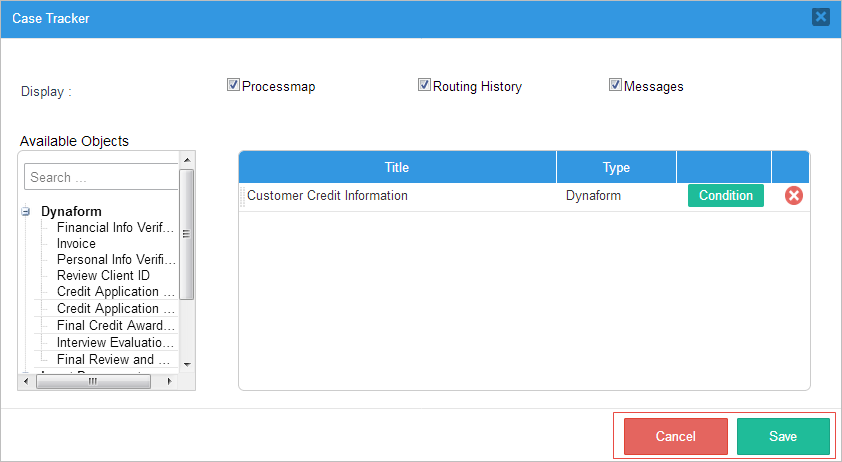 Case Tracker
Display :
Processmap
Routing History
Messages
Available Objects
Search ...
Dynaform
Financial Info Verif...
Invoice
Personal Info Verifi...
Review Client ID
Credit Application ...
Credit Application ...
Final Credit Award...
Interview Evaluatio...
Final Review and ...
Title Type
Customer Credit Information Dynaform Condition
Cancel Save